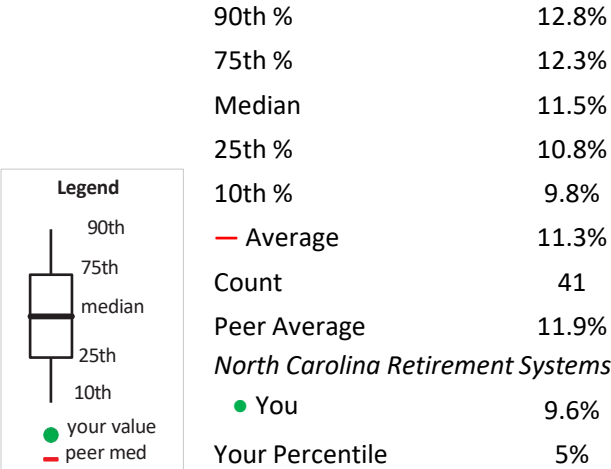 90th % 12.8%
75th % 12.3%
Median 11.5%
25th % 10.8%
10th % 9.8%
Average 11.3%
Count 41
Peer Average 11.9%
North Carolina Retirement Systems
You 9.6%
Your Percentile 5%
Legend
90th
75th
median
25th
10th
your value
peer med